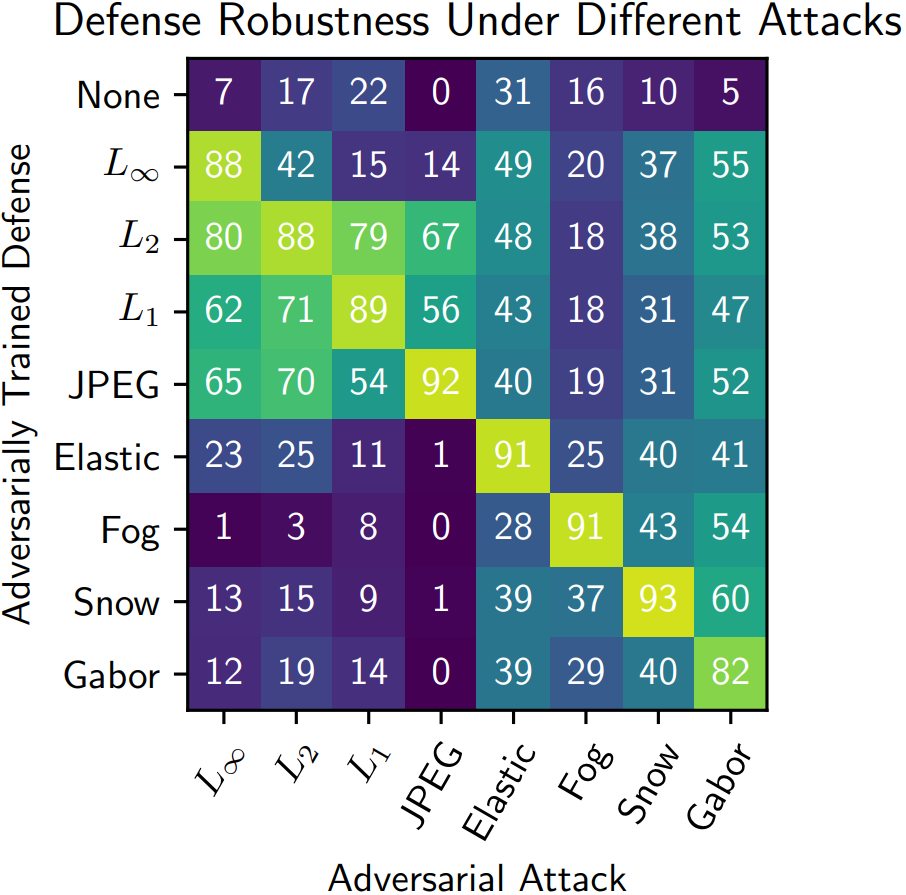 Defense Robustness Under Different Attacks
Adversarially Trained Defense
None 7 17 22 0 31 16 10 5
L∞ 88 42 15 14 49 20 37 55
L2 80 88 79 67 48 18 38 53
L1 62 71 89 56 43 18 31 47
JPEG 65 70 54 92 40 19 31 52
Elastic 23 25 11 1 91 25 40 41
Fog 1 3 8 0 28 91 43 54
Snow 13 15 9 1 39 37 93 60
Gabor 12 19 14 0 39 29 40 82
L∞ L2 L1 JPEG Elastic Fog Snow Gabor
Adversarial Attack